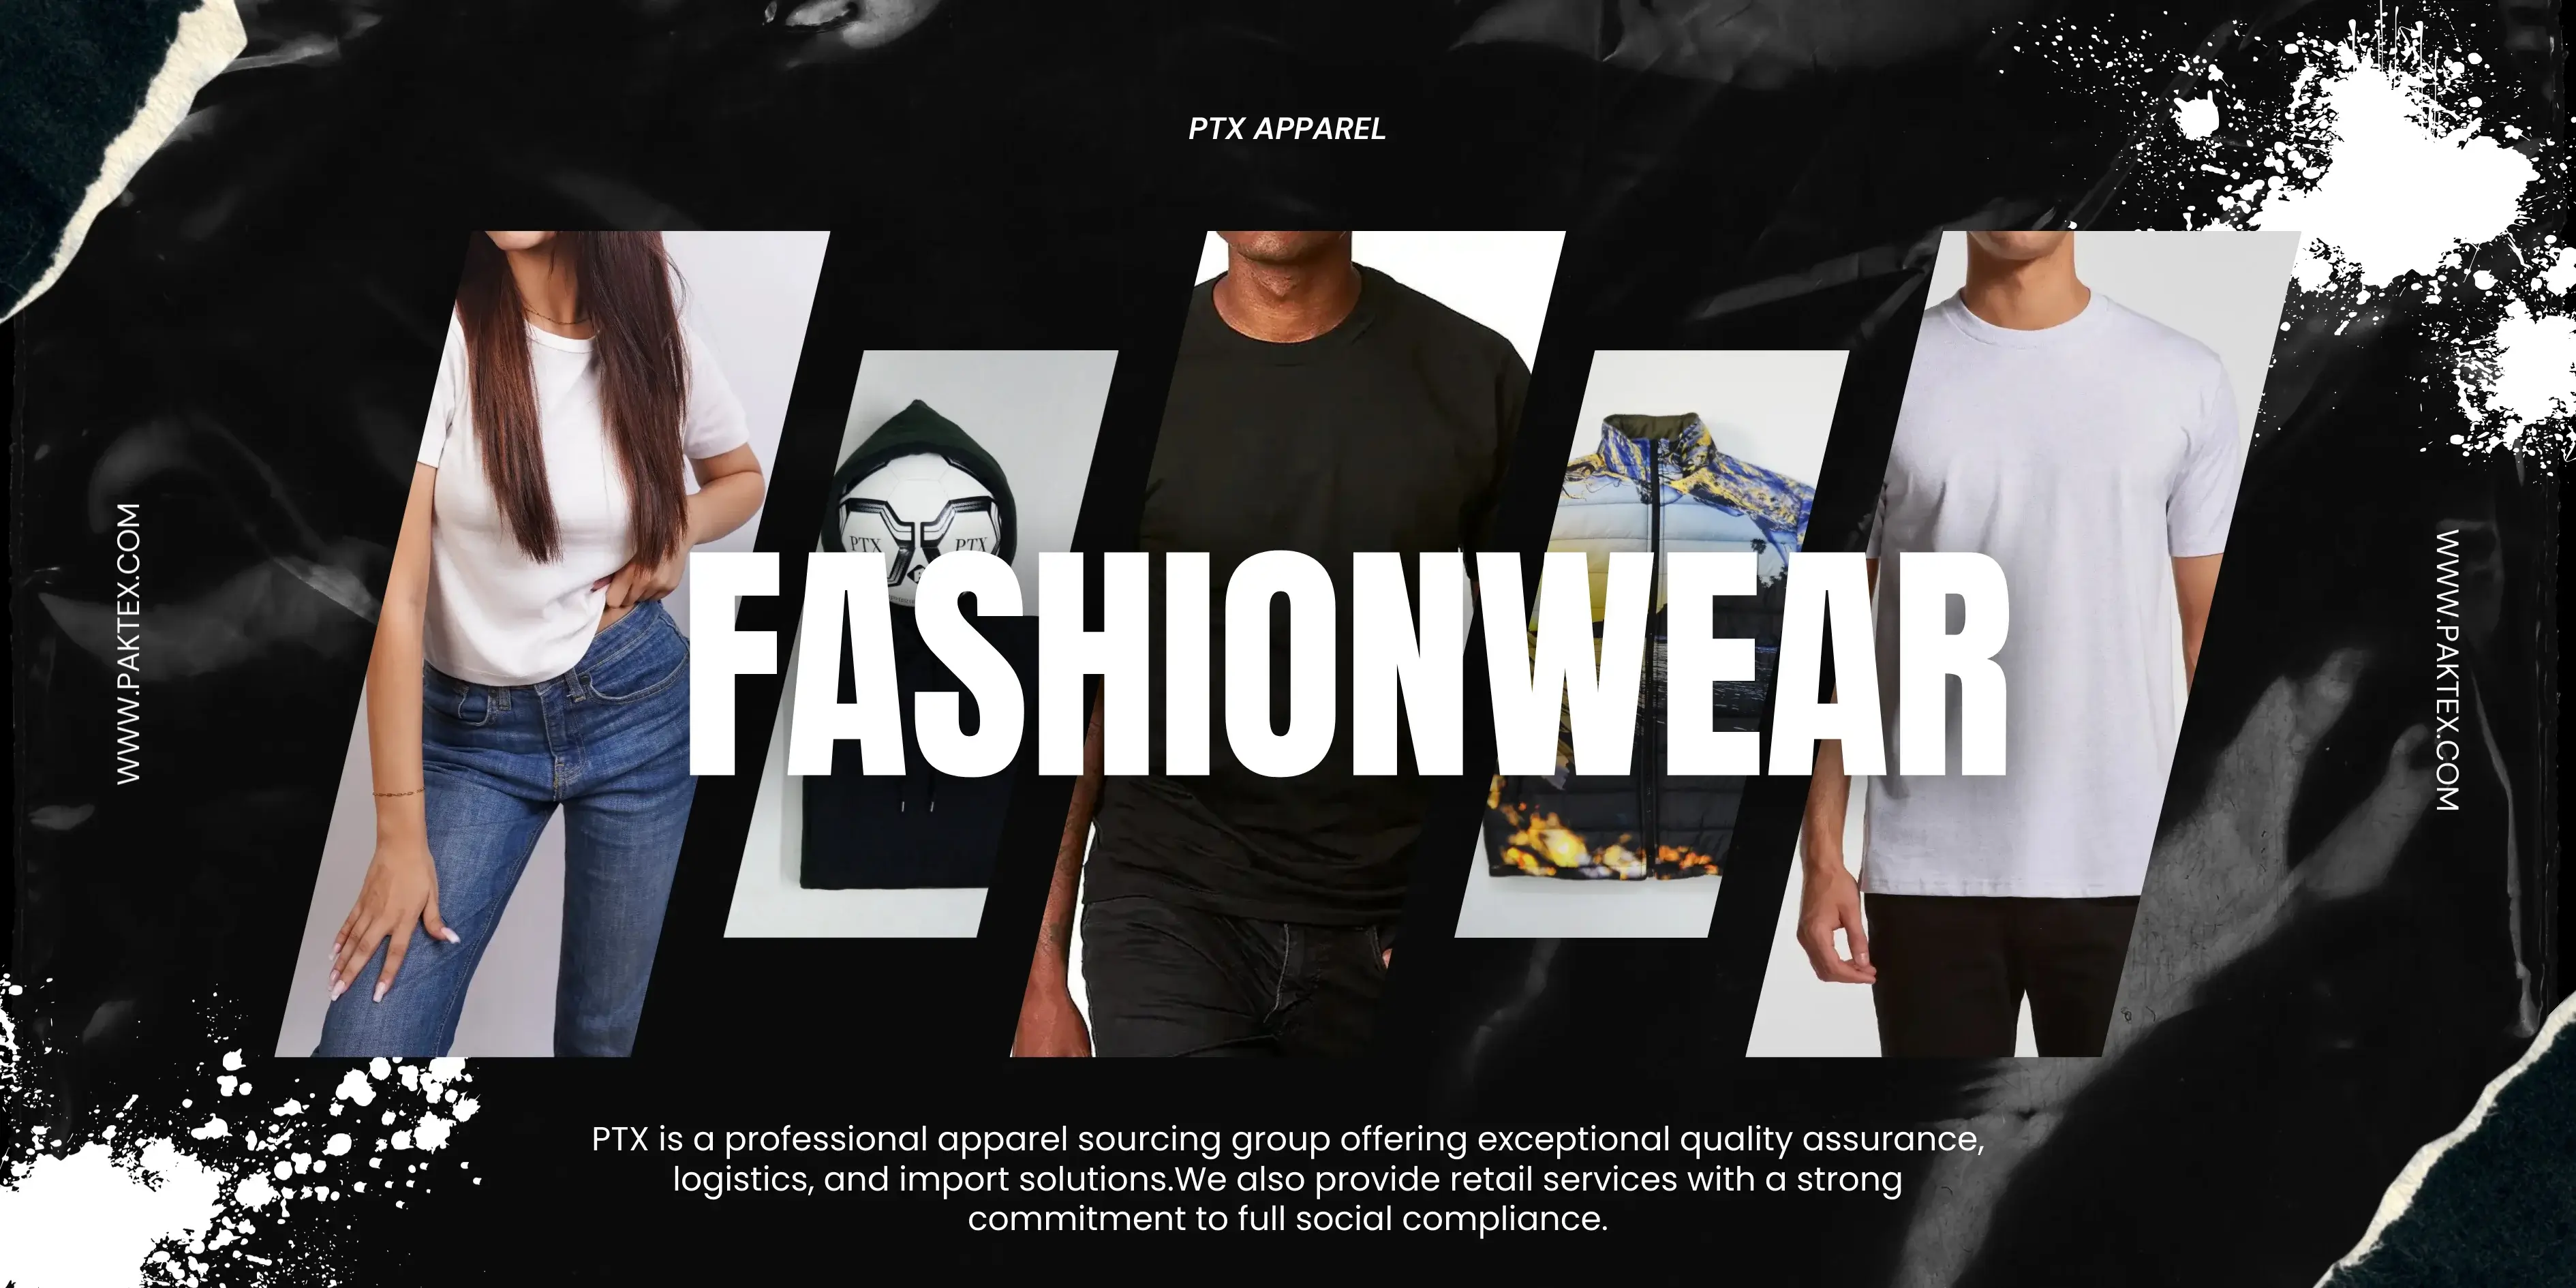 PTX APPAREL
WWW.PAKTEX.COM
PTX PTX
FASHIONWEAR
WWW.PAKTEX.COM
PTX is a professional apparel sourcing group offering exceptional quality assurance,
logistics, and import solutions.We also provide retail services with a strong
commitment to full social compliance.